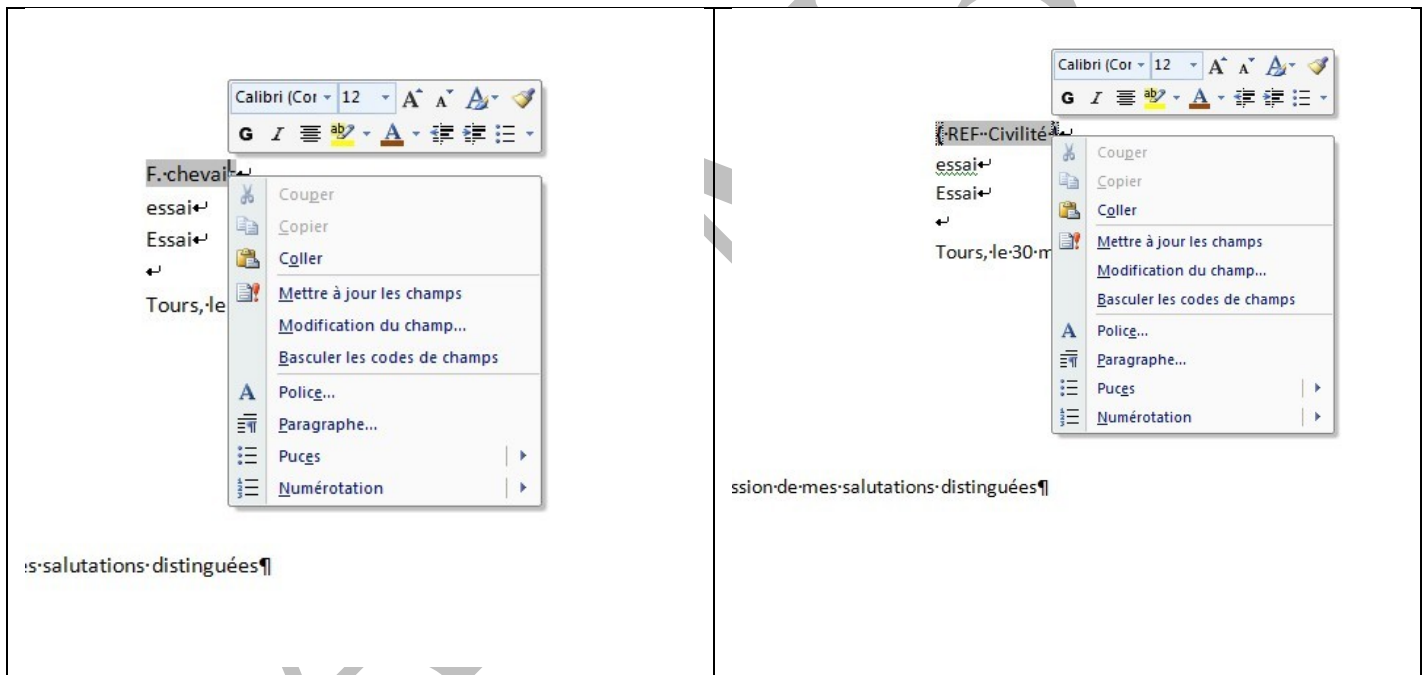 Calibri (Cor 12 A A A
G I ab A
F.·chevai
essai↵
Essai↵
↵
Tours,·le
Couper
Copier
Coller
Mettre à jour les champs
Modification du champ...
Basculer les codes de champs
A Police...
Paragraphe...
Puces
Numérotation
s·salutations·distinguées¶
Calibri (Cor 12 A A A
G I ab A
{·REF··Civilité·}↵
essai↵
Essai↵
↵
Tours,·le·30·m
Couper
Copier
Coller
Mettre à jour les champs
Modification du champ...
Basculer les codes de champs
A Police...
Paragraphe...
Puces
Numérotation
ssion·de·mes·salutations·distinguées¶